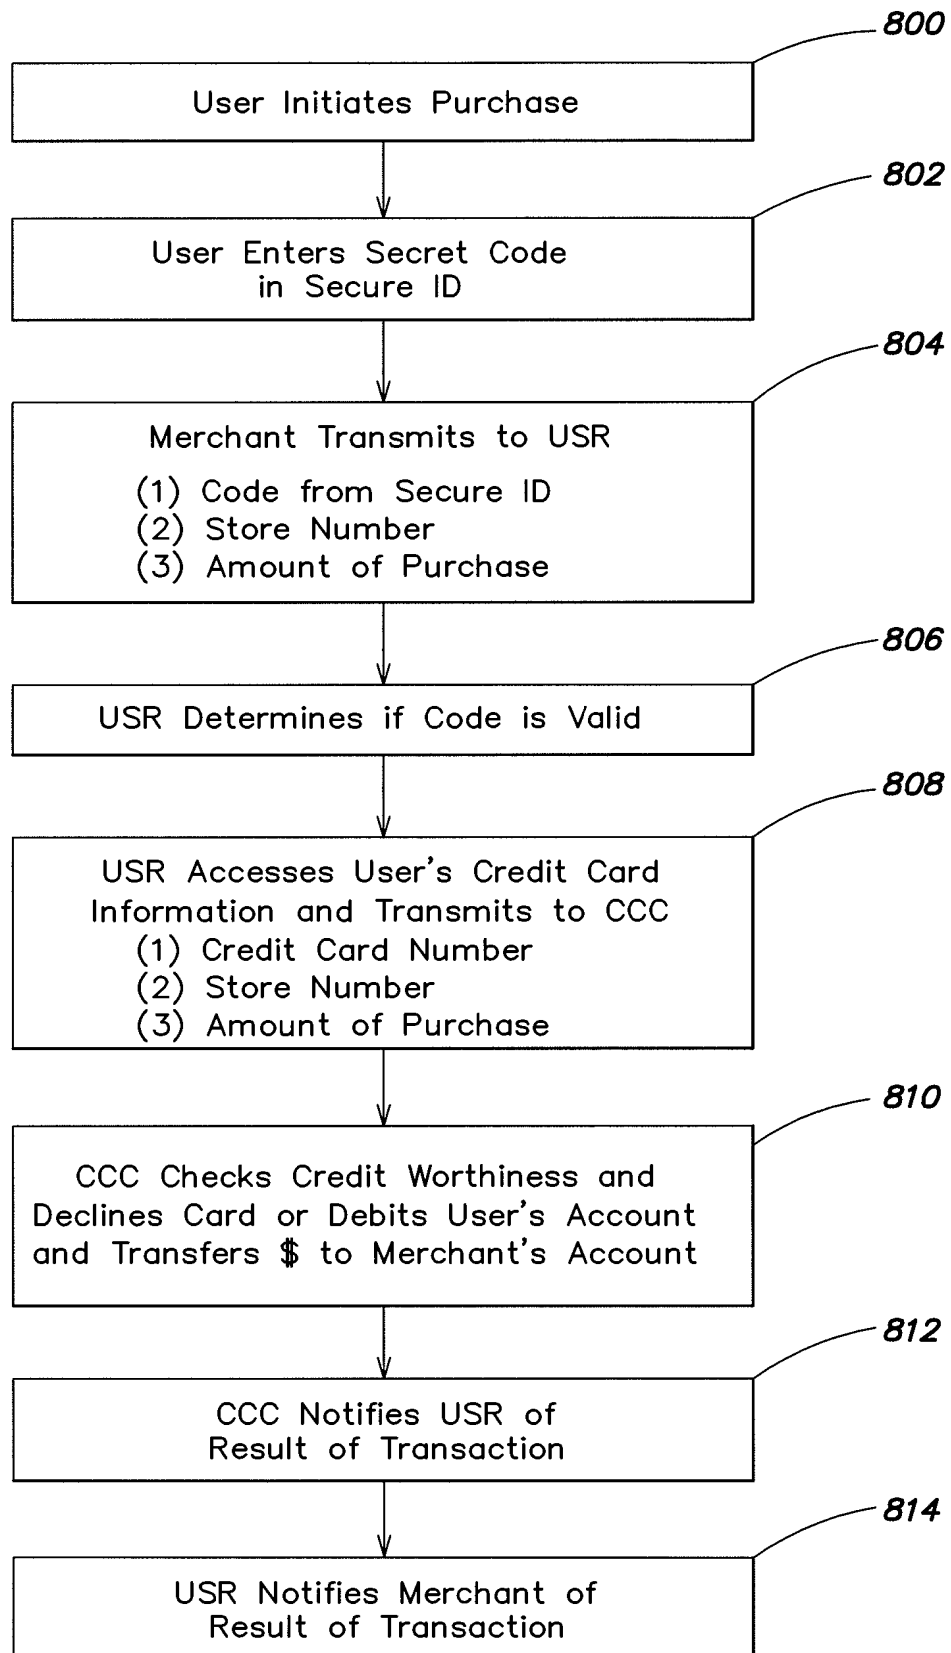 800
User Initiates Purchase
802
User Enters Secret Code
in Secure ID
804
Merchant Transmits to USR
(1) Code from Secure ID
(2) Store Number
(3) Amount of Purchase
806
USR Determines if Code is Valid
808
USR Accesses User's Credit Card
Information and Transmits to CCC
(1) Credit Card Number
(2) Store Number
(3) Amount of Purchase
810
CCC Checks Credit Worthiness and
Declines Card or Debits User's Account
and Transfers $ to Merchant's Account
812
CCC Notifies USR of
Result of Transaction
814
USR Notifies Merchant of
Result of Transaction